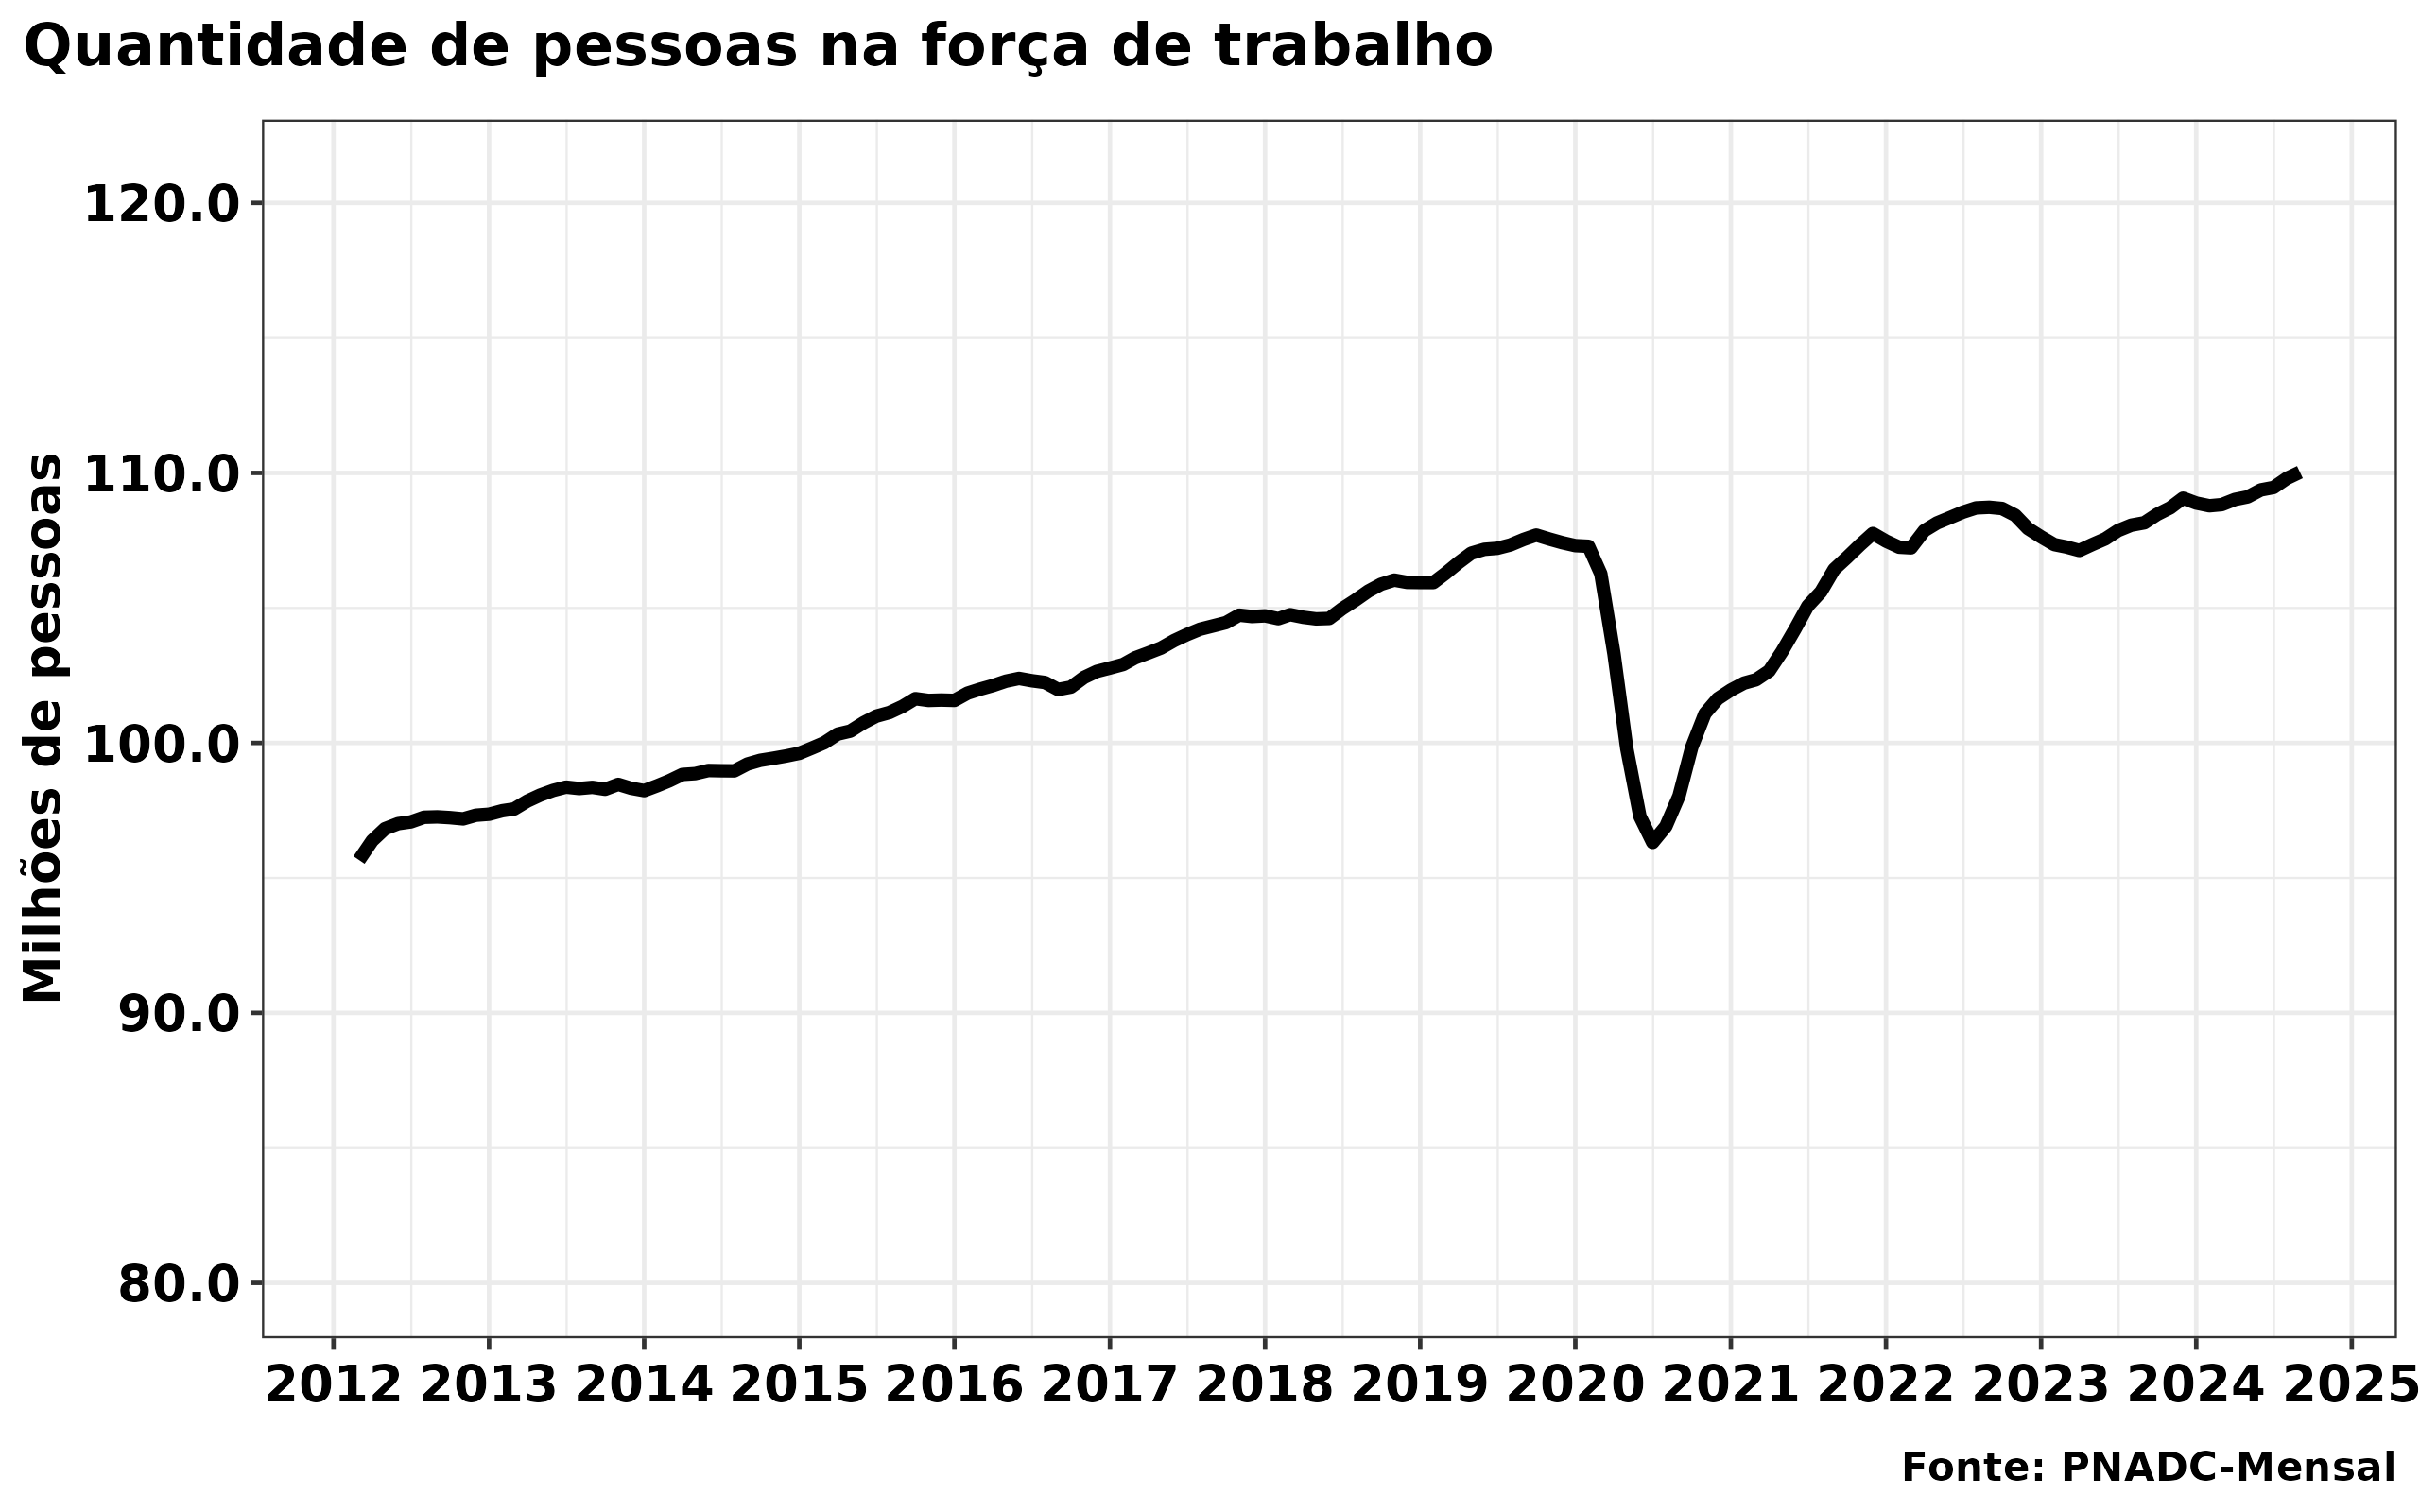 Quantidade de pessoas na força de trabalho
Milhões de pessoas
120.0
110.0
100.0
90.0
80.0
2012 2013 2014 2015 2016 2017 2018 2019 2020 2021 2022 2023 2024 2025
Fonte: PNADC-Mensal